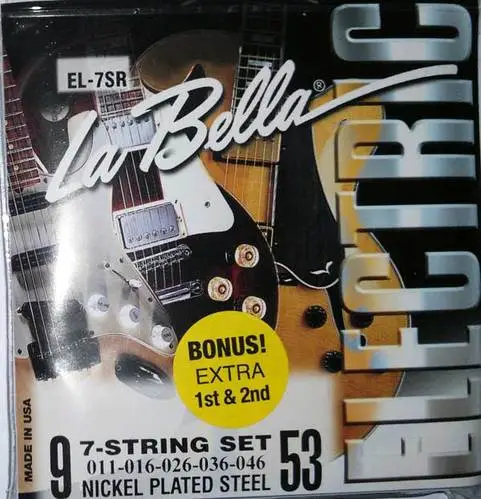 EL-7SR
La Bella®
ELECTRIC
BONUS!
EXTRA
1st & 2nd
MADE IN USA
9 7-STRING SET 53
011-016-026-036-046
NICKEL PLATED STEEL